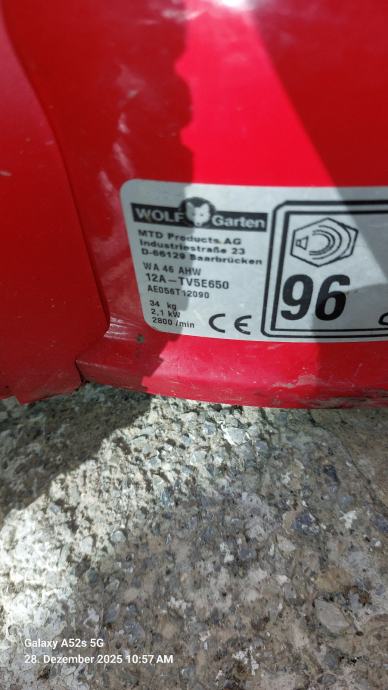 WOLF Garten
MTD Products AG
Industriestraße 23
D-66129 Saarbrücken
WA 46 AHW
12A-TV5E650
AE056T12090
34 kg
2,1 kW
2800 /min
CE
96
Galaxy A52s 5G
28. Dezember 2025 10:57 AM